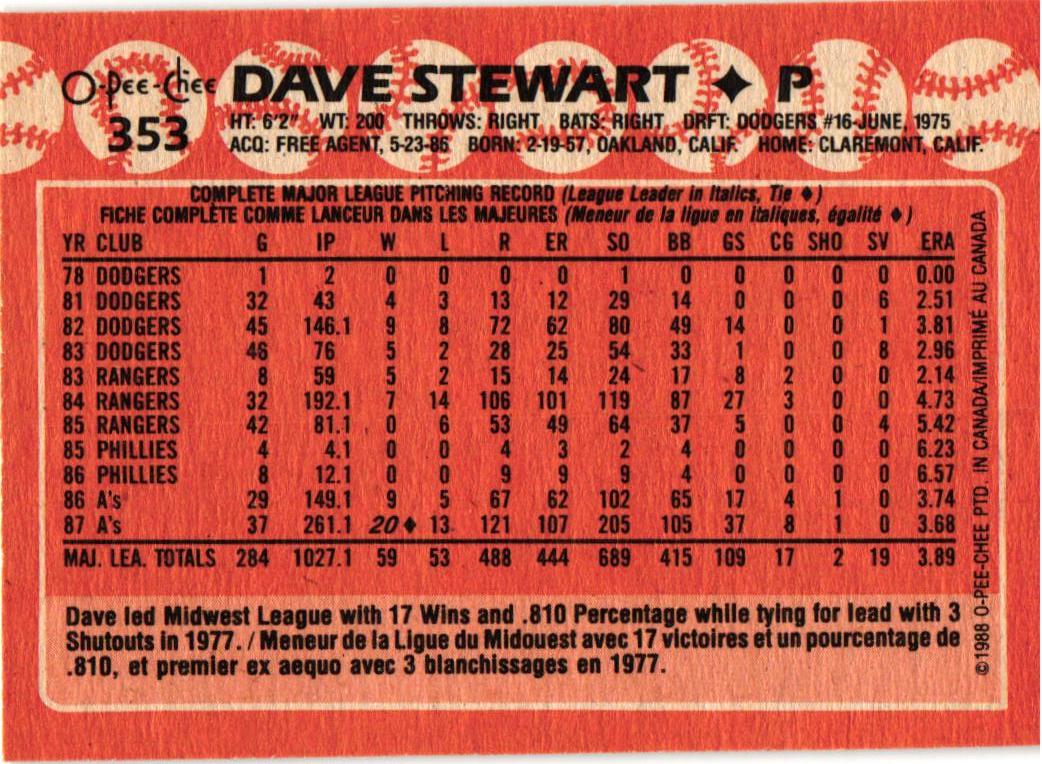 O-Pee-Chee DAVE STEWART ♦ P
353
HT: 6'2" WT: 200 THROWS: RIGHT BATS: RIGHT DRFT: DODGERS #16-JUNE, 1975
ACQ: FREE AGENT, 5-23-86 BORN: 2-19-57, OAKLAND, CALIF. HOME: CLAREMONT, CALIF.
COMPLETE MAJOR LEAGUE PITCHING RECORD (League Leader in Italics, Tie ♦)
FICHE COMPLÈTE COMME LANCEUR DANS LES MAJEURES (Meneur de la ligue en italiques, égalité ♦)
YR CLUB G IP W L R ER SO BB GS CG SHO SV ERA
78 DODGERS 1 2 0 0 0 0 1 0 0 0 0 0 0.00
81 DODGERS 32 43 4 3 13 12 29 14 0 0 0 6 2.51
82 DODGERS 45 146.1 9 8 72 62 80 49 14 0 0 1 3.81
83 DODGERS 46 76 5 2 28 25 54 33 1 0 0 8 2.96
83 RANGERS 8 59 5 2 15 14 24 17 8 2 0 0 2.14
84 RANGERS 32 192.1 7 14 106 101 119 87 27 3 0 0 4.73
85 RANGERS 42 81.1 0 6 53 49 64 37 5 0 0 4 5.42
85 PHILLIES 4 4.1 0 0 4 3 2 4 0 0 0 0 6.23
86 PHILLIES 8 12.1 0 0 9 9 9 4 0 0 0 0 6.57
86 A's 29 149.1 9 5 67 62 102 65 17 4 1 0 3.74
87 A's 37 261.1 20♦ 13 121 107 205 105 37 8 1 0 3.68
MAJ. LEA. TOTALS 284 1027.1 59 53 488 444 689 415 109 17 2 19 3.89
Dave led Midwest League with 17 Wins and .810 Percentage while tying for lead with 3
Shutouts in 1977. / Meneur de la Ligue du Midouest avec 17 victoires et un pourcentage de
.810, et premier ex aequo avec 3 blanchissages en 1977.
©1988 O-PEE-CHEE PTD. IN CANADA/IMPRIMÉ AU CANADA